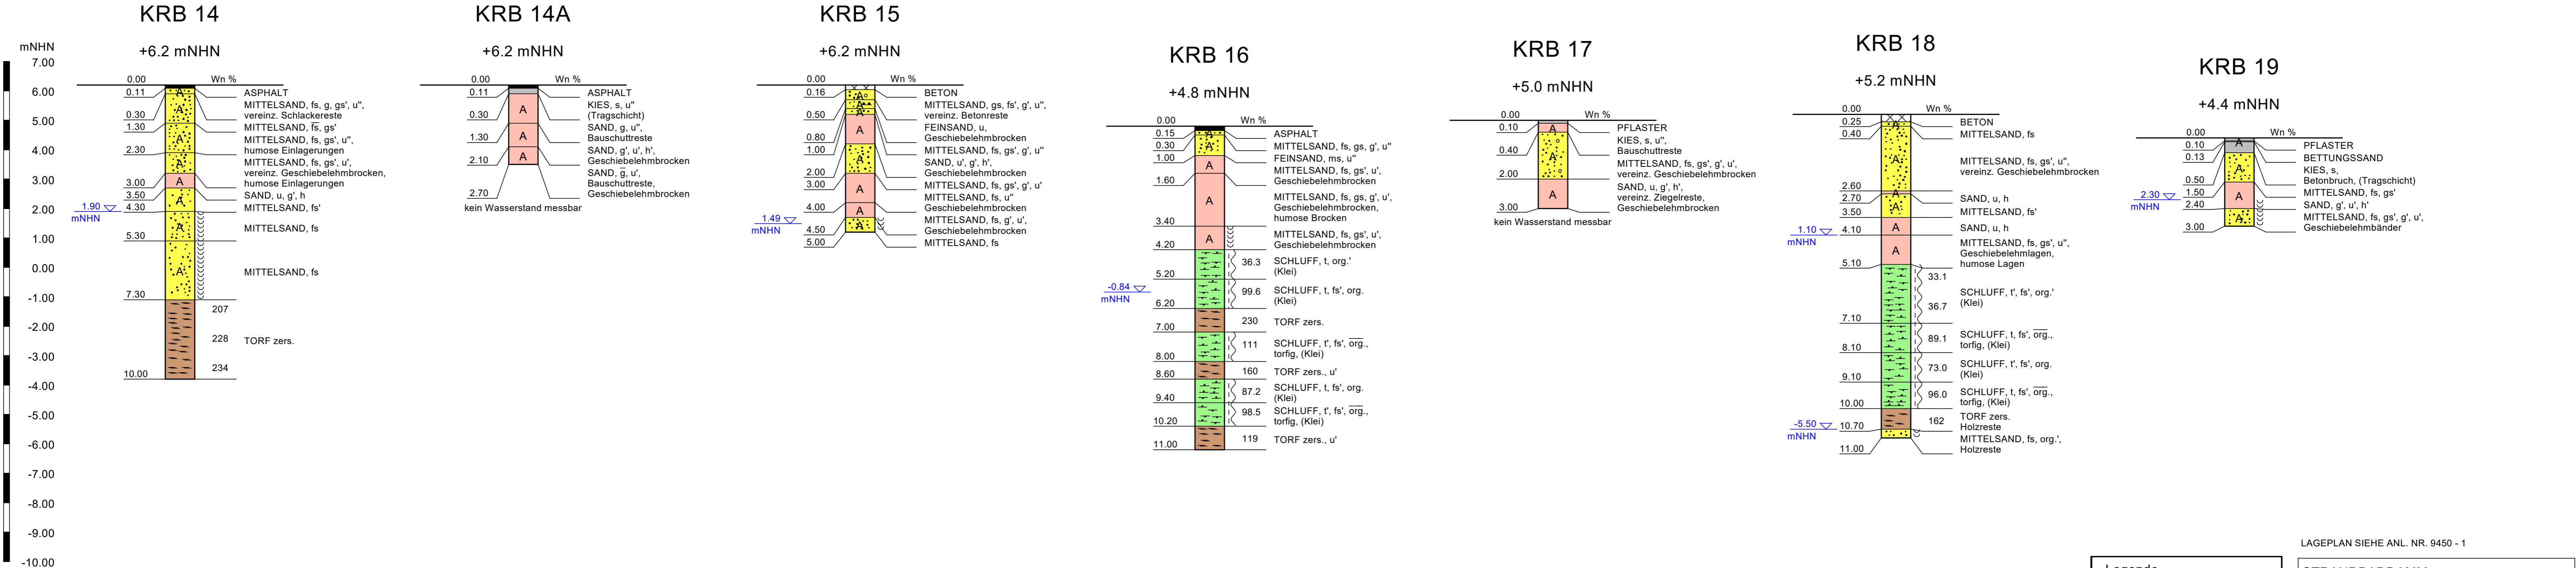 KRB 14
+6.2 mNHN
mNHN
7.00
6.00
5.00
4.00
3.00
2.00
1.00
0.00
-1.00
-2.00
-3.00
-4.00
-5.00
-6.00
-7.00
-8.00
-9.00
-10.00
0.00 Wn %
0.11
0.30
1.30
2.30
3.00
3.50
4.30
5.30
7.30
10.00
1.90
mNHN
A
A
A
A
A
A
A
207
228
234
ASPHALT
MITTELSAND, fs, g, gs', u'',
vereinz. Schlackereste
MITTELSAND, f̅s̅, gs'
MITTELSAND, fs, gs', u'',
humose Einlagerungen
MITTELSAND, fs, gs', u',
vereinz. Geschiebelehmbrocken,
humose Einlagerungen
SAND, u, g', h
MITTELSAND, fs'
MITTELSAND, fs
MITTELSAND, fs
TORF zers.
KRB 14A
+6.2 mNHN
0.00 Wn %
0.11
0.30
1.30
2.10
2.70
A
A
A
ASPHALT
KIES, s, u''
(Tragschicht)
SAND, g, u'',
Bauschuttreste
SAND, g', u', h',
Geschiebelehmbrocken
SAND, g̅, u',
Bauschuttreste,
Geschiebelehmbrocken
kein Wasserstand messbar
KRB 15
+6.2 mNHN
0.00 Wn %
0.16
0.50
0.80
1.00
2.00
3.00
4.00
4.50
5.00
1.49
mNHN
A
A
A
A
A
A
A
A
BETON
MITTELSAND, gs, fs', g', u'',
vereinz. Betonreste
FEINSAND, u,
Geschiebelehmbrocken
MITTELSAND, fs, gs', g', u''
SAND, u', g', h',
Geschiebelehmbrocken
MITTELSAND, fs, gs', g', u'
MITTELSAND, fs, u''
Geschiebelehmbrocken
MITTELSAND, fs, g', u',
Geschiebelehmbrocken
MITTELSAND, fs
KRB 16
+4.8 mNHN
0.00 Wn %
0.15
0.30
1.00
1.60
3.40
4.20
5.20
6.20
7.00
8.00
8.60
9.40
10.20
11.00
-0.84
mNHN
A
A
A
A
A
36.3
99.6
230
111
160
87.2
98.5
119
ASPHALT
MITTELSAND, fs, gs, g', u''
FEINSAND, ms, u''
MITTELSAND, fs, gs', u',
Geschiebelehmbrocken
MITTELSAND, fs, gs, g', u',
Geschiebelehmbrocken,
humose Brocken
MITTELSAND, fs, gs', u',
Geschiebelehmbrocken
SCHLUFF, t, org.'
(Klei)
SCHLUFF, t, fs', org.
(Klei)
TORF zers.
SCHLUFF, t', fs', o̅r̅g̅.,
torfig, (Klei)
TORF zers., u'
SCHLUFF, t, fs', org.
(Klei)
SCHLUFF, t', fs', o̅r̅g̅.,
torfig, (Klei)
TORF zers., u'
KRB 17
+5.0 mNHN
0.00 Wn %
0.10
0.40
2.00
3.00
A
A
A
PFLASTER
KIES, s, u'',
Bauschuttreste
MITTELSAND, fs, gs', g', u',
vereinz. Geschiebelehmbrocken
SAND, u, g', h',
vereinz. Ziegelreste,
Geschiebelehmbrocken
kein Wasserstand messbar
KRB 18
+5.2 mNHN
0.00 Wn %
0.25
0.40
2.60
2.70
3.50
4.10
5.10
7.10
8.10
9.10
10.00
10.70
11.00
1.10
mNHN
-5.50
mNHN
A
A
A
A
A
A
33.1
36.7
89.1
73.0
96.0
162
BETON
MITTELSAND, fs
MITTELSAND, fs, gs', u'',
vereinz. Geschiebelehmbrocken
SAND, u, h
MITTELSAND, fs'
SAND, u, h
MITTELSAND, fs, gs', u'',
Geschiebelehmlagen,
humose Lagen
SCHLUFF, t', fs', org.'
(Klei)
SCHLUFF, t, fs', o̅r̅g̅.,
torfig, (Klei)
SCHLUFF, t', fs', org.
(Klei)
SCHLUFF, t, fs', o̅r̅g̅.,
torfig, (Klei)
TORF zers.
Holzreste
MITTELSAND, fs, org.',
Holzreste
KRB 19
+4.4 mNHN
0.00 Wn %
0.10
0.13
0.50
1.50
2.40
3.00
2.30
mNHN
A
A
A
A
PFLASTER
BETTUNGSSAND
KIES, s,
Betonbruch, (Tragschicht)
MITTELSAND, fs, gs'
SAND, g', u', h'
MITTELSAND, fs, gs', g', u',
Geschiebelehmbänder
LAGEPLAN SIEHE ANL. NR. 9450 - 1
Legende